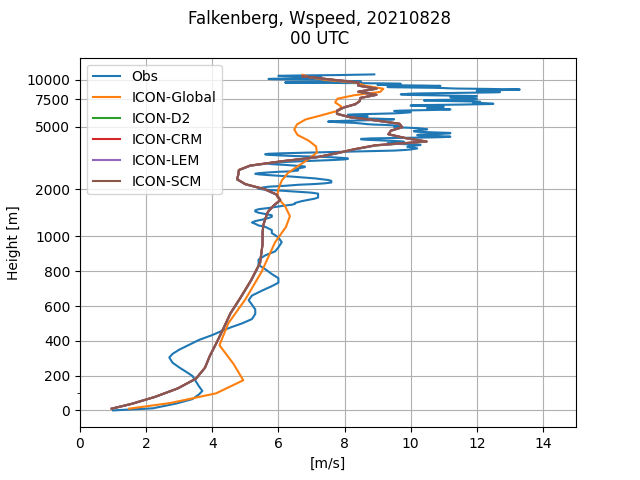 Falkenberg, Wspeed, 20210828
00 UTC
Obs
ICON-Global
ICON-D2
ICON-CRM
ICON-LEM
ICON-SCM
10000
7500
5000
2000
1000
800
600
400
200
0
Height [m]
0 2 4 6 8 10 12 14
[m/s]